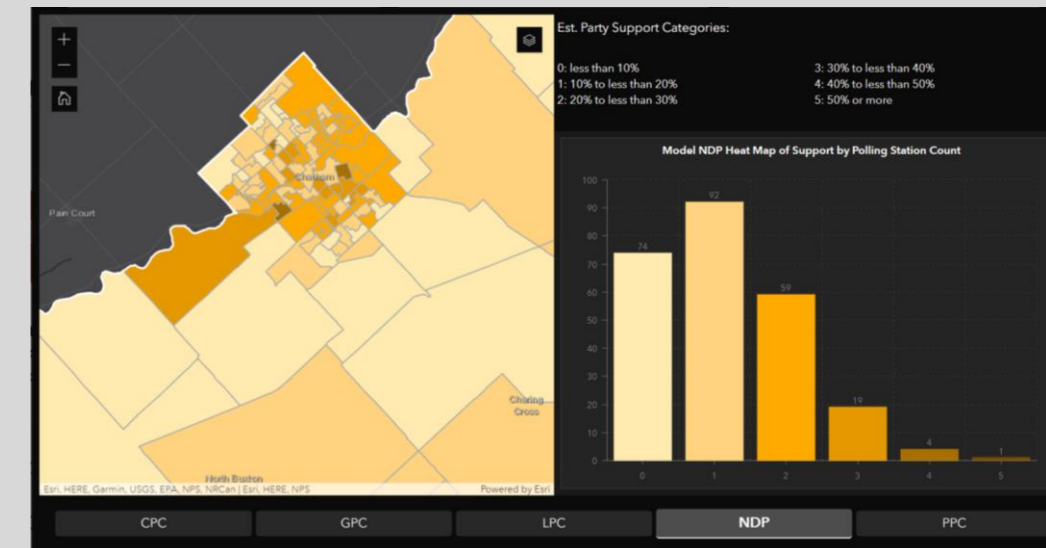 +
−
Pain Court
Chatham
Charing
Cross
North Buxton
Esri, HERE, Garmin, USGS, EPA, NPS, NRCan | Esri, HERE, NPS
Powered by Esri
Est. Party Support Categories:
0: less than 10%
1: 10% to less than 20%
2: 20% to less than 30%
3: 30% to less than 40%
4: 40% to less than 50%
5: 50% or more
Model NDP Heat Map of Support by Polling Station Count
100
90
80
70
60
50
40
30
20
10
0
74
92
59
19
4
1
0 1 2 3 4 5
CPC GPC LPC NDP PPC